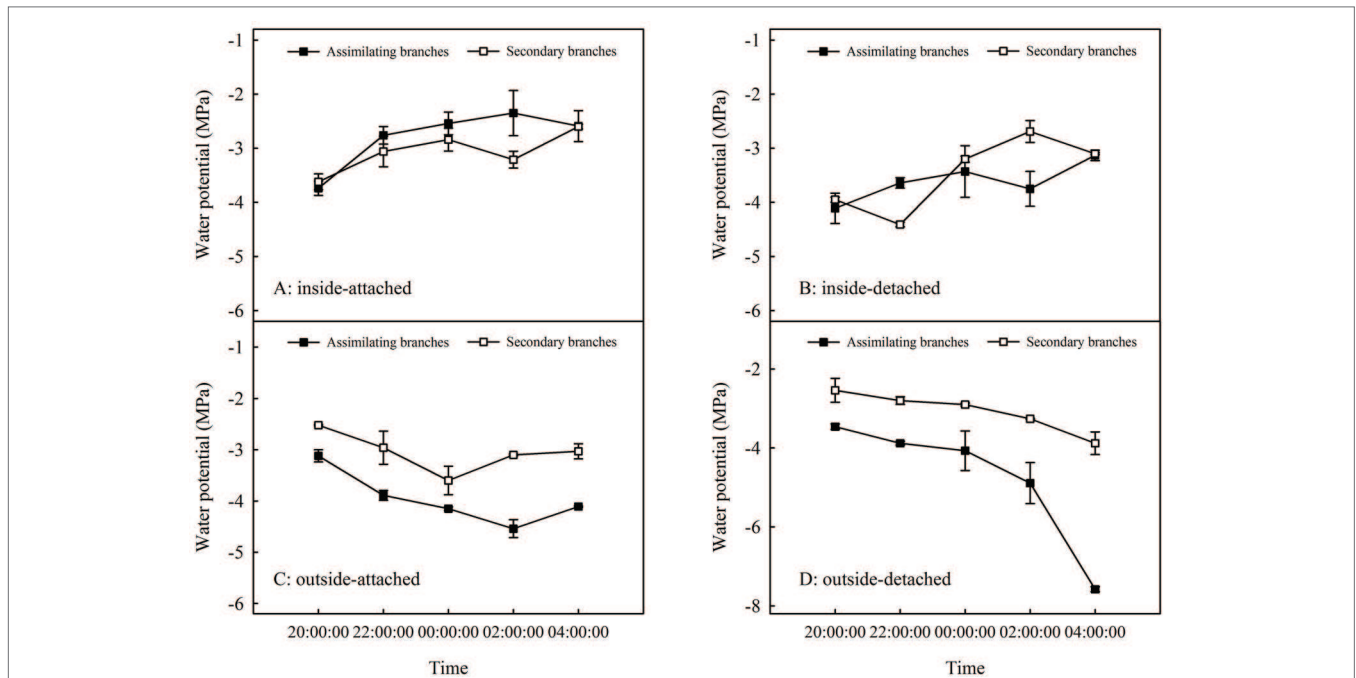 -1
Assimilating branches
Secondary branches
-2
-3
-4
-5
-6
Water potential (MPa)
A: inside-attached
-1
Assimilating branches
Secondary branches
-2
-3
-4
-5
-6
Water potential (MPa)
B: inside-detached
Assimilating branches
Secondary branches
-1
-2
-3
-4
-5
-6
Water potential (MPa)
C: outside-attached
20:00:00 22:00:00 00:00:00 02:00:00 04:00:00
Time
Assimilating branches
Secondary branches
-2
-4
-6
-8
Water potential (MPa)
D: outside-detached
20:00:00 22:00:00 00:00:00 02:00:00 04:00:00
Time